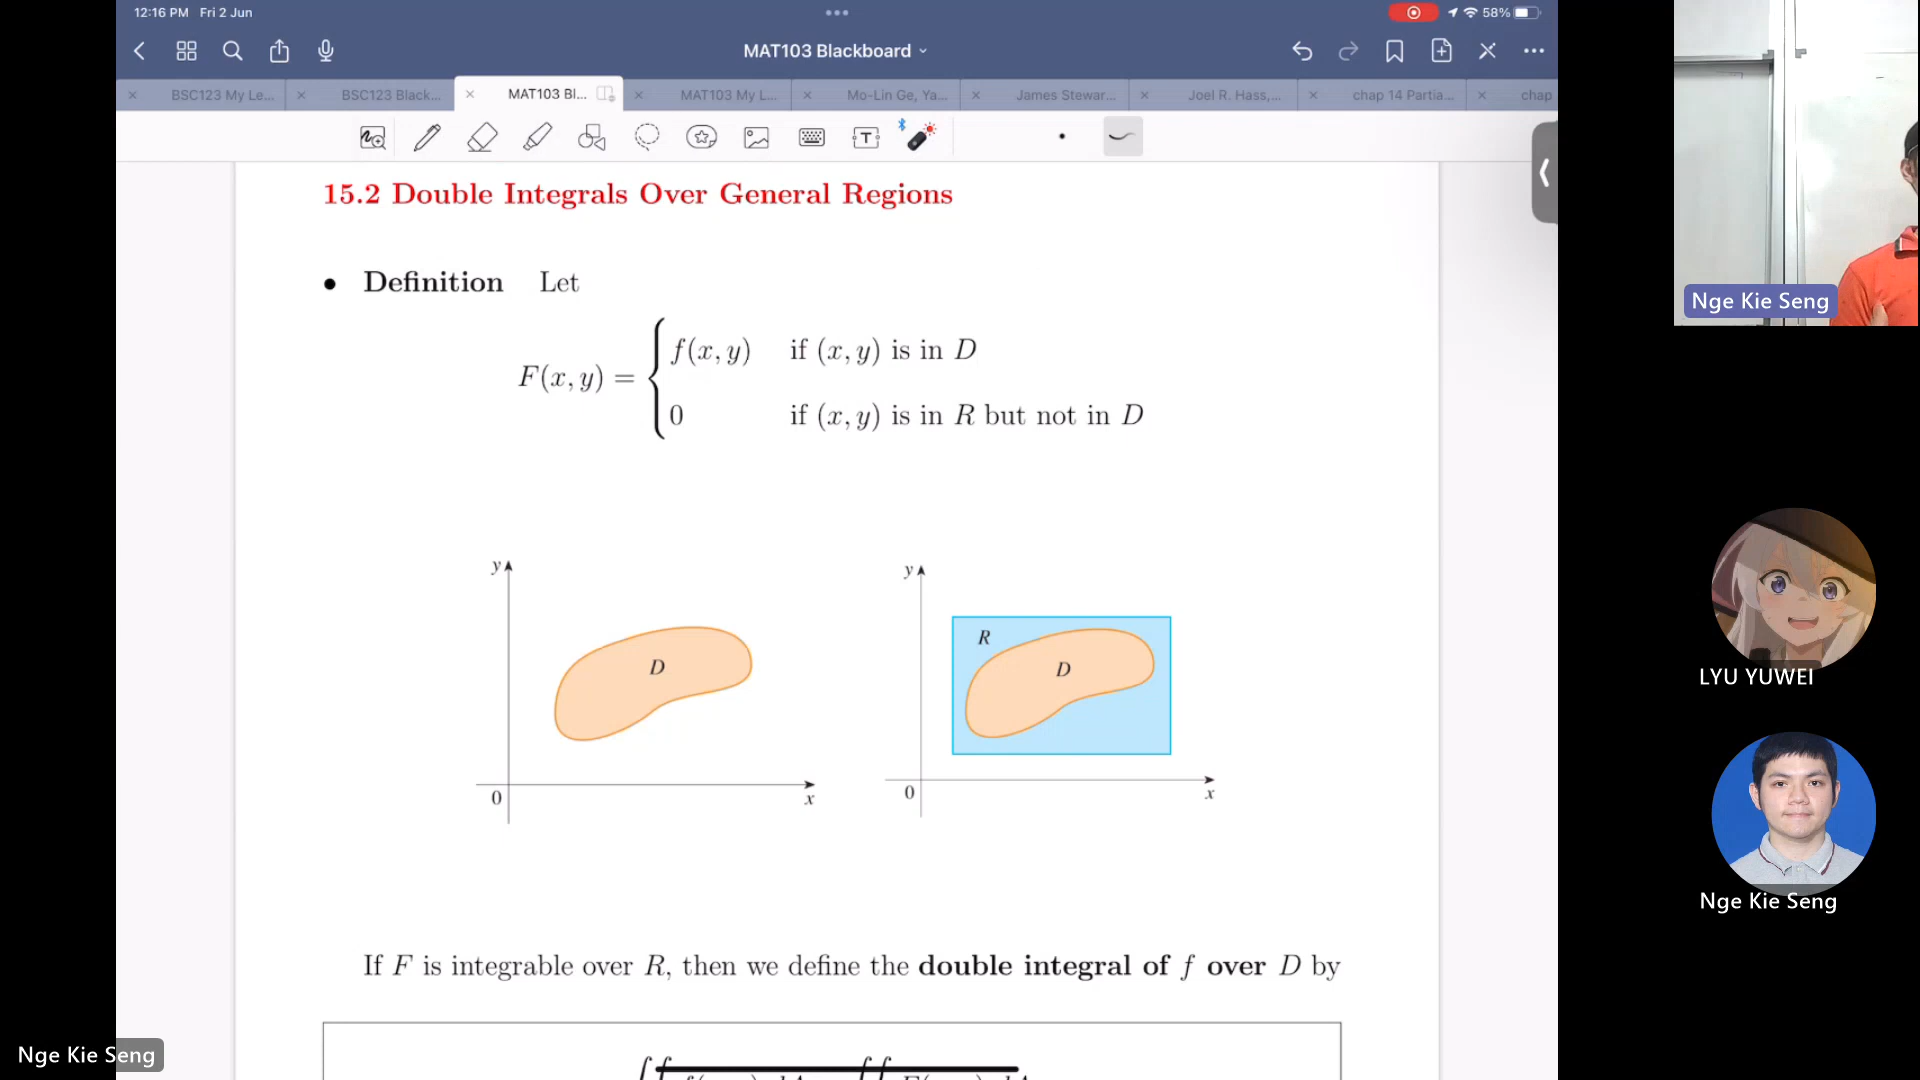 12:16 PM Fri 2 Jun
58%
MAT103 Blackboard
BSC123 My Le...
BSC123 Black...
MAT103 Bl...
MAT103 My L...
Mo-Lin Ge, Ya...
James Stewar...
Joel R. Hass,...
chap 14 Partia...
chap
15.2 Double Integrals Over General Regions
• Definition Let
f(x, y) if (x, y) is in D
F(x, y) = {
0 if (x, y) is in R but not in D
y
D
0
x
y
R
D
0
x
If F is integrable over R, then we define the double integral of f over D by
Nge Kie Seng
LYU YUWEI
Nge Kie Seng
Nge Kie Seng